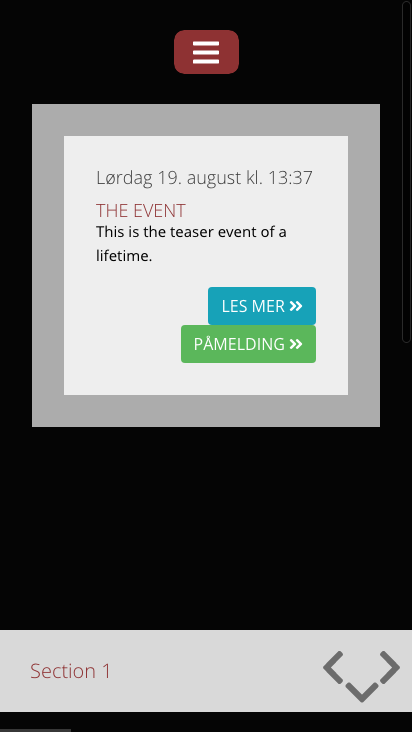 Lørdag 19. august kl. 13:37
THE EVENT
This is the teaser event of a
lifetime.
LES MER
PÅMELDING
Section 1